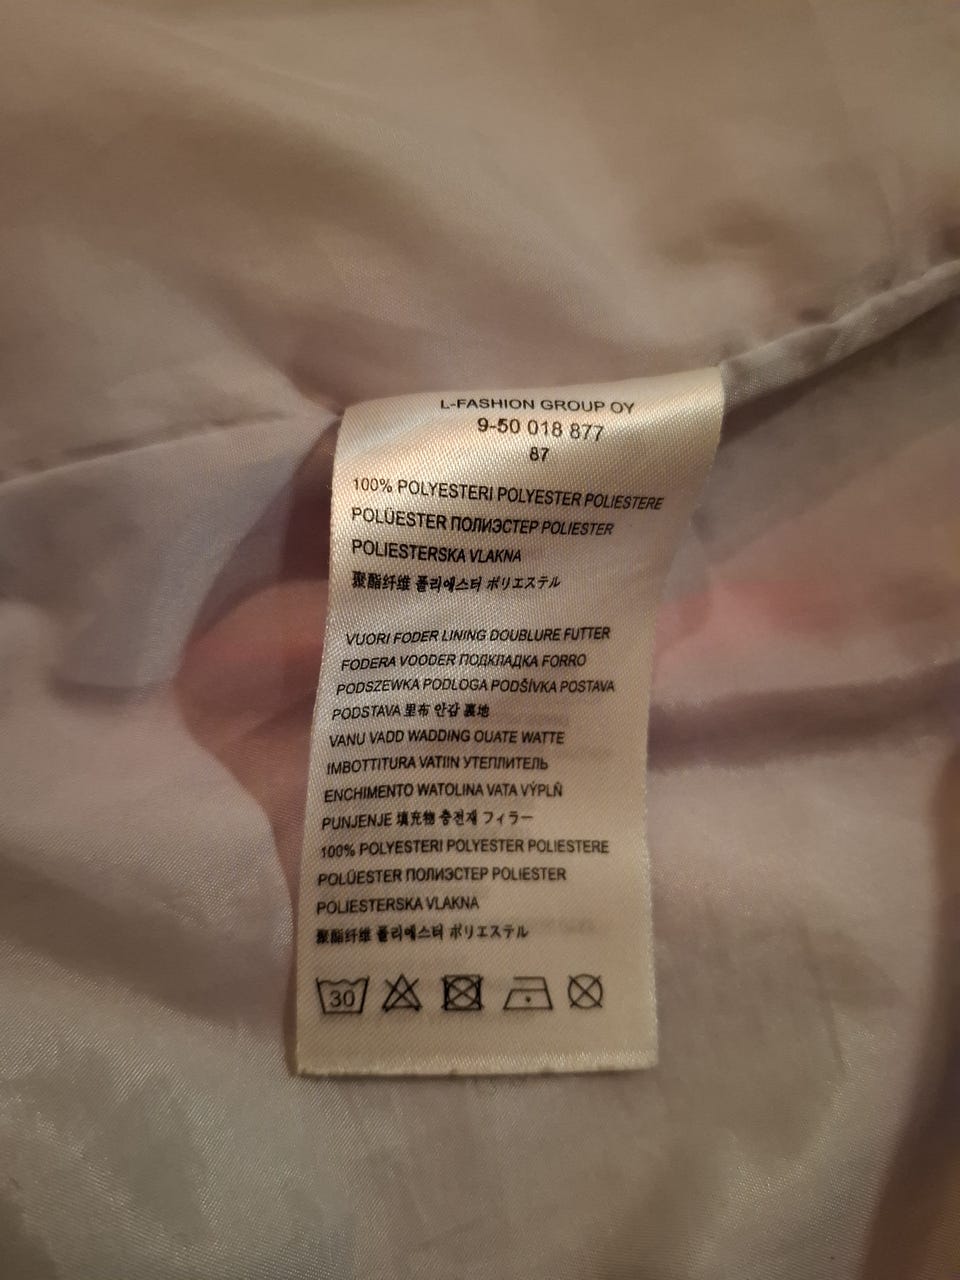 L-FASHION GROUP OY
9-50 018 877
87
100% POLYESTERI POLYESTER POLIESTERE
POLÜESTER ПОЛИЭСТЕР POLIESTER
POLIESTERSKA VLAKNA
聚酯纤维 폴리에스터 ポリエステル
VUORI FODER LINING DOUBLURE FUTTER
FODERA VOODER ПОДКЛАДКА FORRO
PODSZEWKA PODLOGA PODŠÍVKA POSTAVA
PODSTAVA 里布 안감 裏地
VANU VADD WADDING OUATE WATTE
IMBOTTITURA VATIIN УТЕПЛИТЕЛЬ
ENCHIMENTO WATOLINA VATA VÝPLŇ
PUNJENJE 填充物 충전재 フィラー
100% POLYESTERI POLYESTER POLIESTERE
POLÜESTER ПОЛИЭСТЕР POLIESTER
POLIESTERSKA VLAKNA
聚酯纤维 폴리에스터 ポリエステル
30